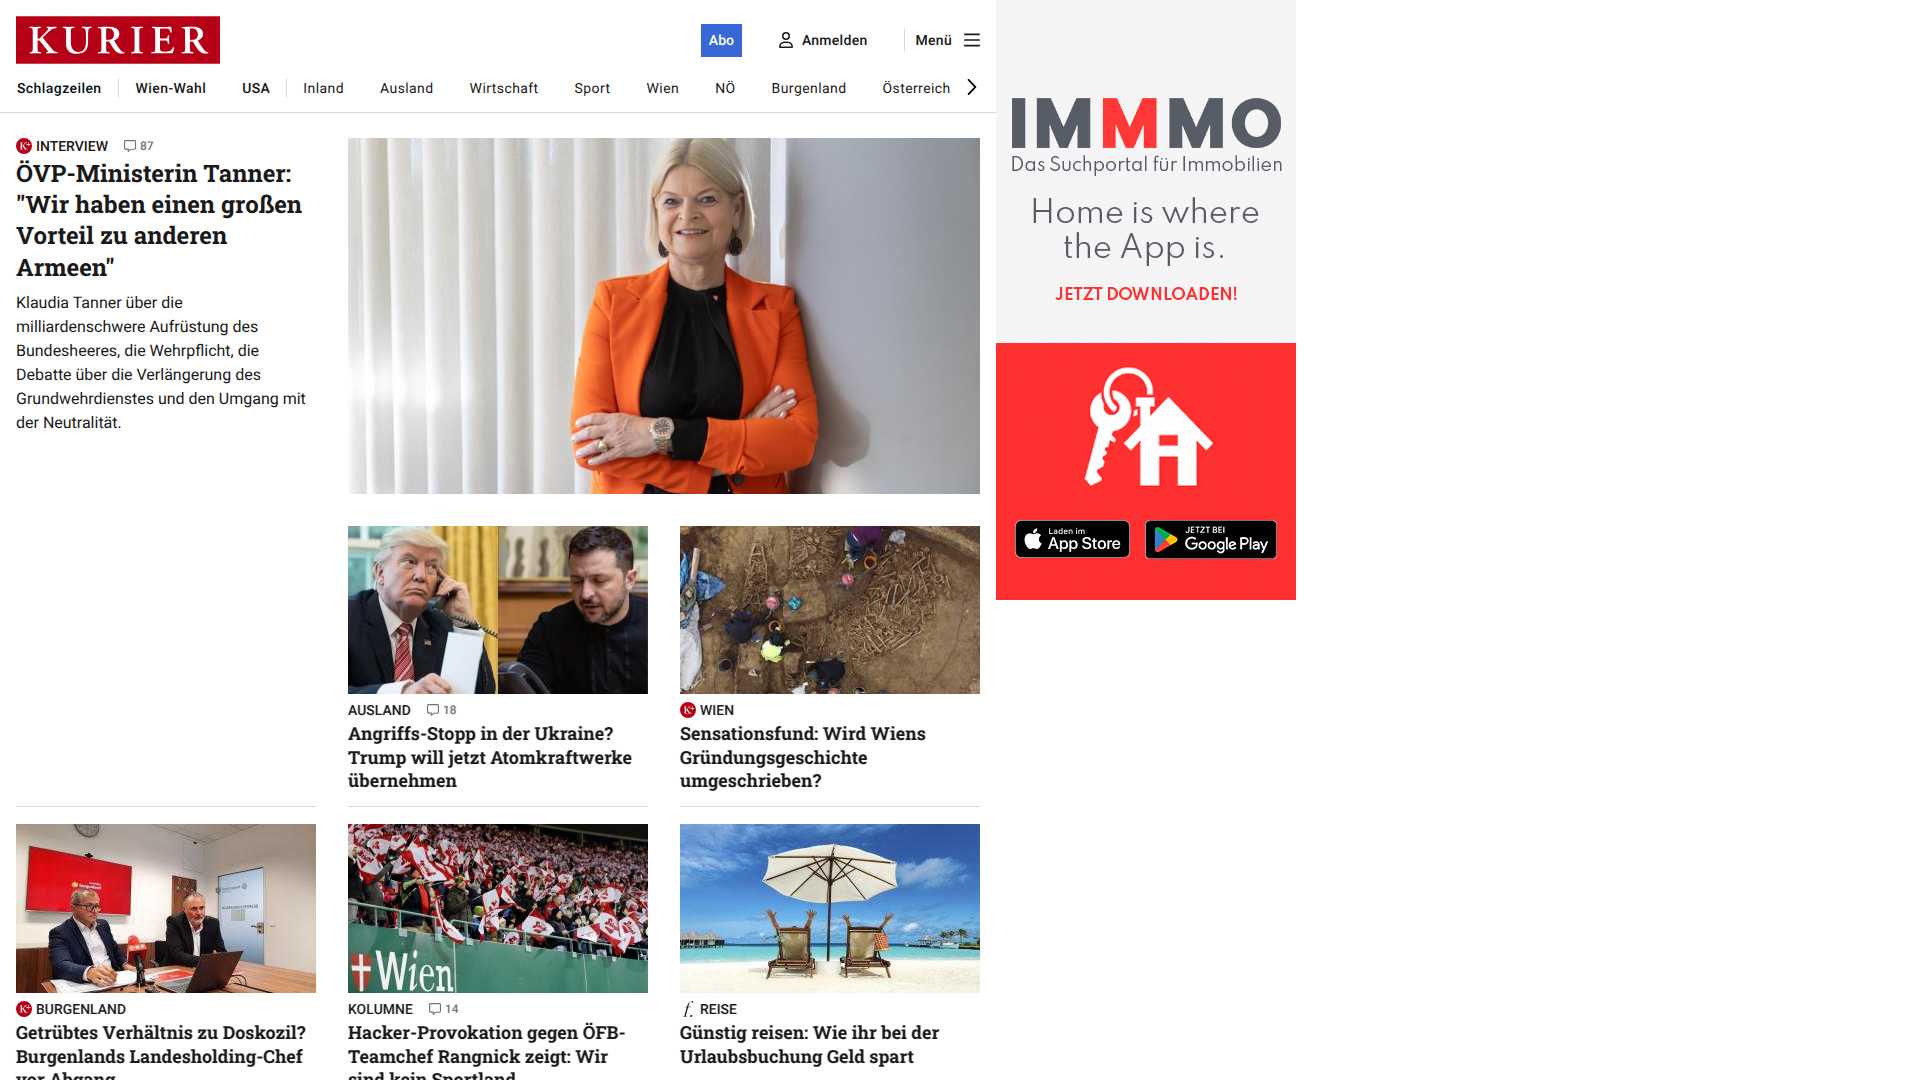 KURIER
Abo
Anmelden
Menü
Schlagzeilen
Wien-Wahl
USA
Inland
Ausland
Wirtschaft
Sport
Wien
NÖ
Burgenland
Österreich
INTERVIEW
87
ÖVP-Ministerin Tanner:
"Wir haben einen großen
Vorteil zu anderen
Armeen"
Klaudia Tanner über die
milliardenschwere Aufrüstung des
Bundesheeres, die Wehrpflicht, die
Debatte über die Verlängerung des
Grundwehrdienstes und den Umgang mit
der Neutralität.
IMMMO
Das Suchportal für Immobilien
Home is where
the App is.
JETZT DOWNLOADEN!
Laden im
App Store
JETZT BEI
Google Play
AUSLAND
18
Angriffs-Stopp in der Ukraine?
Trump will jetzt Atomkraftwerke
übernehmen
K+ WIEN
Sensationsfund: Wird Wiens
Gründungsgeschichte
umgeschrieben?
Wien
K+ BURGENLAND
Getrübtes Verhältnis zu Doskozil?
Burgenlands Landesholding-Chef
vor Abgang
KOLUMNE
14
Hacker-Provokation gegen ÖFB-
Teamchef Rangnick zeigt: Wir
sind kein Sportland
f. REISE
Günstig reisen: Wie ihr bei der
Urlaubsbuchung Geld spart